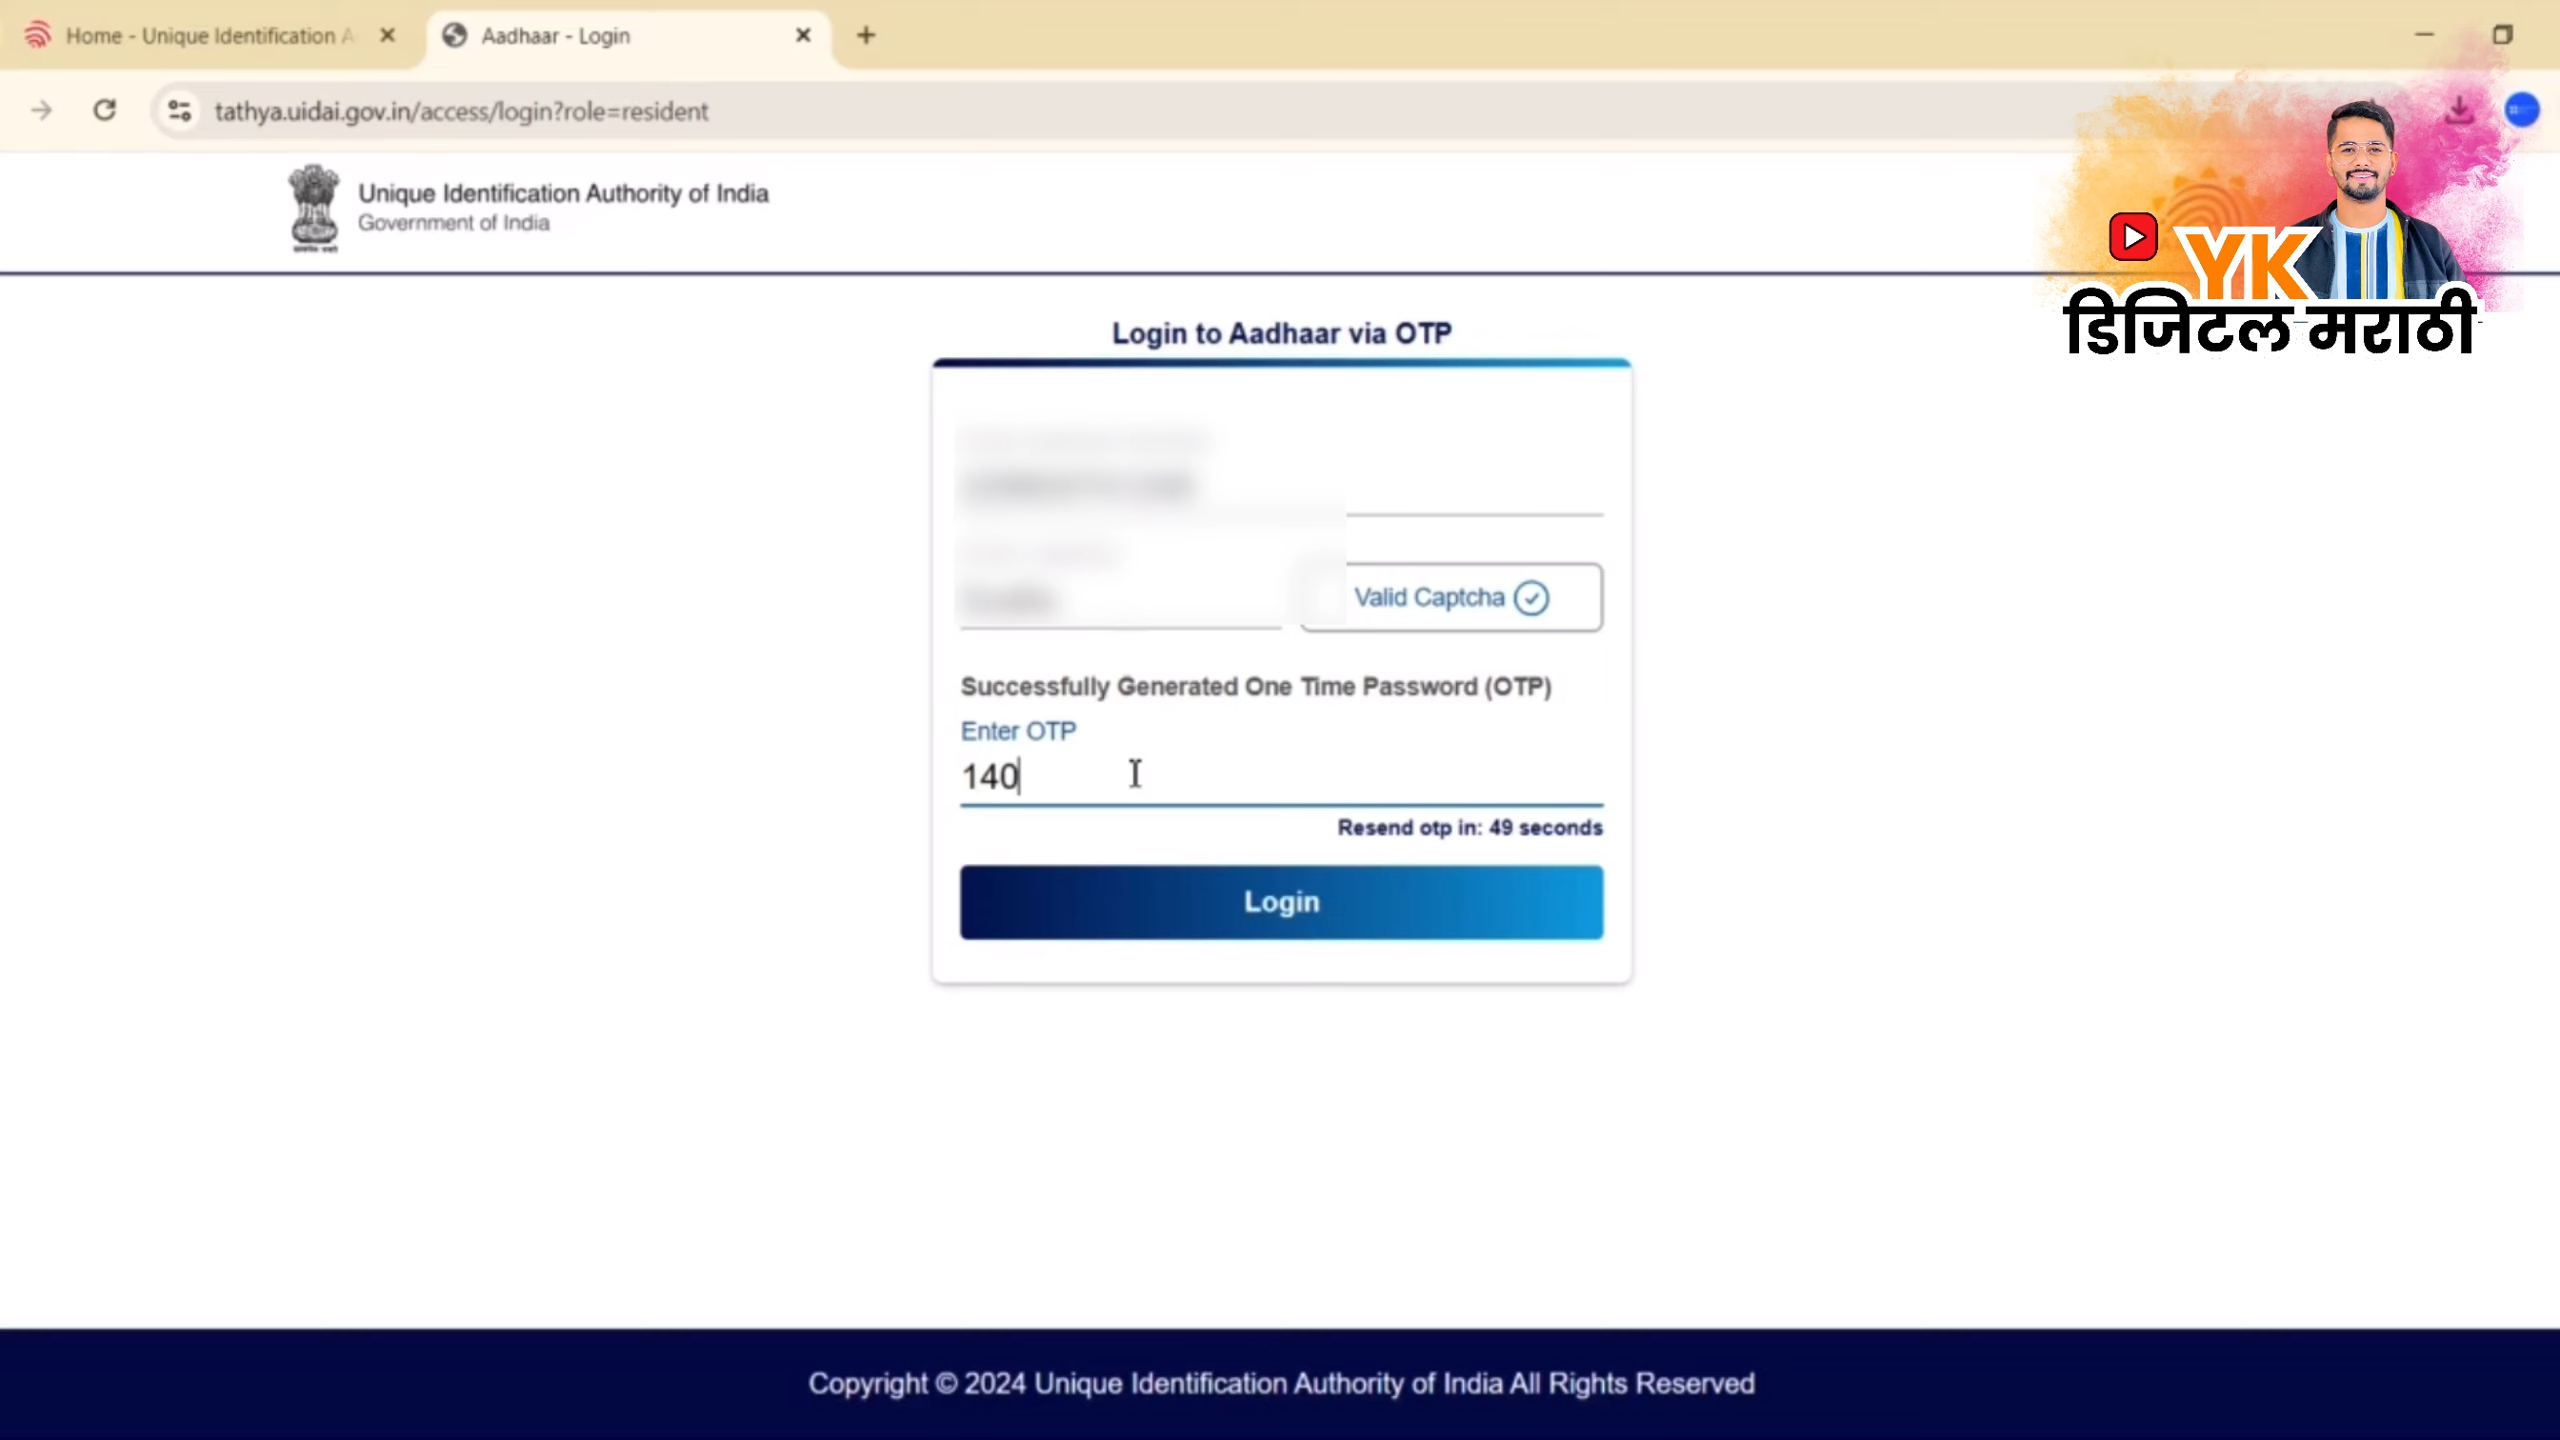 Home - Unique Identification A
Aadhaar - Login
tathya.uidai.gov.in/access/login?role=resident
Unique Identification Authority of India
Government of India
YK
डिजिटल मराठी
Login to Aadhaar via OTP
Valid Captcha
Successfully Generated One Time Password (OTP)
Enter OTP
140
Resend otp in: 49 seconds
Login
Copyright © 2024 Unique Identification Authority of India All Rights Reserved